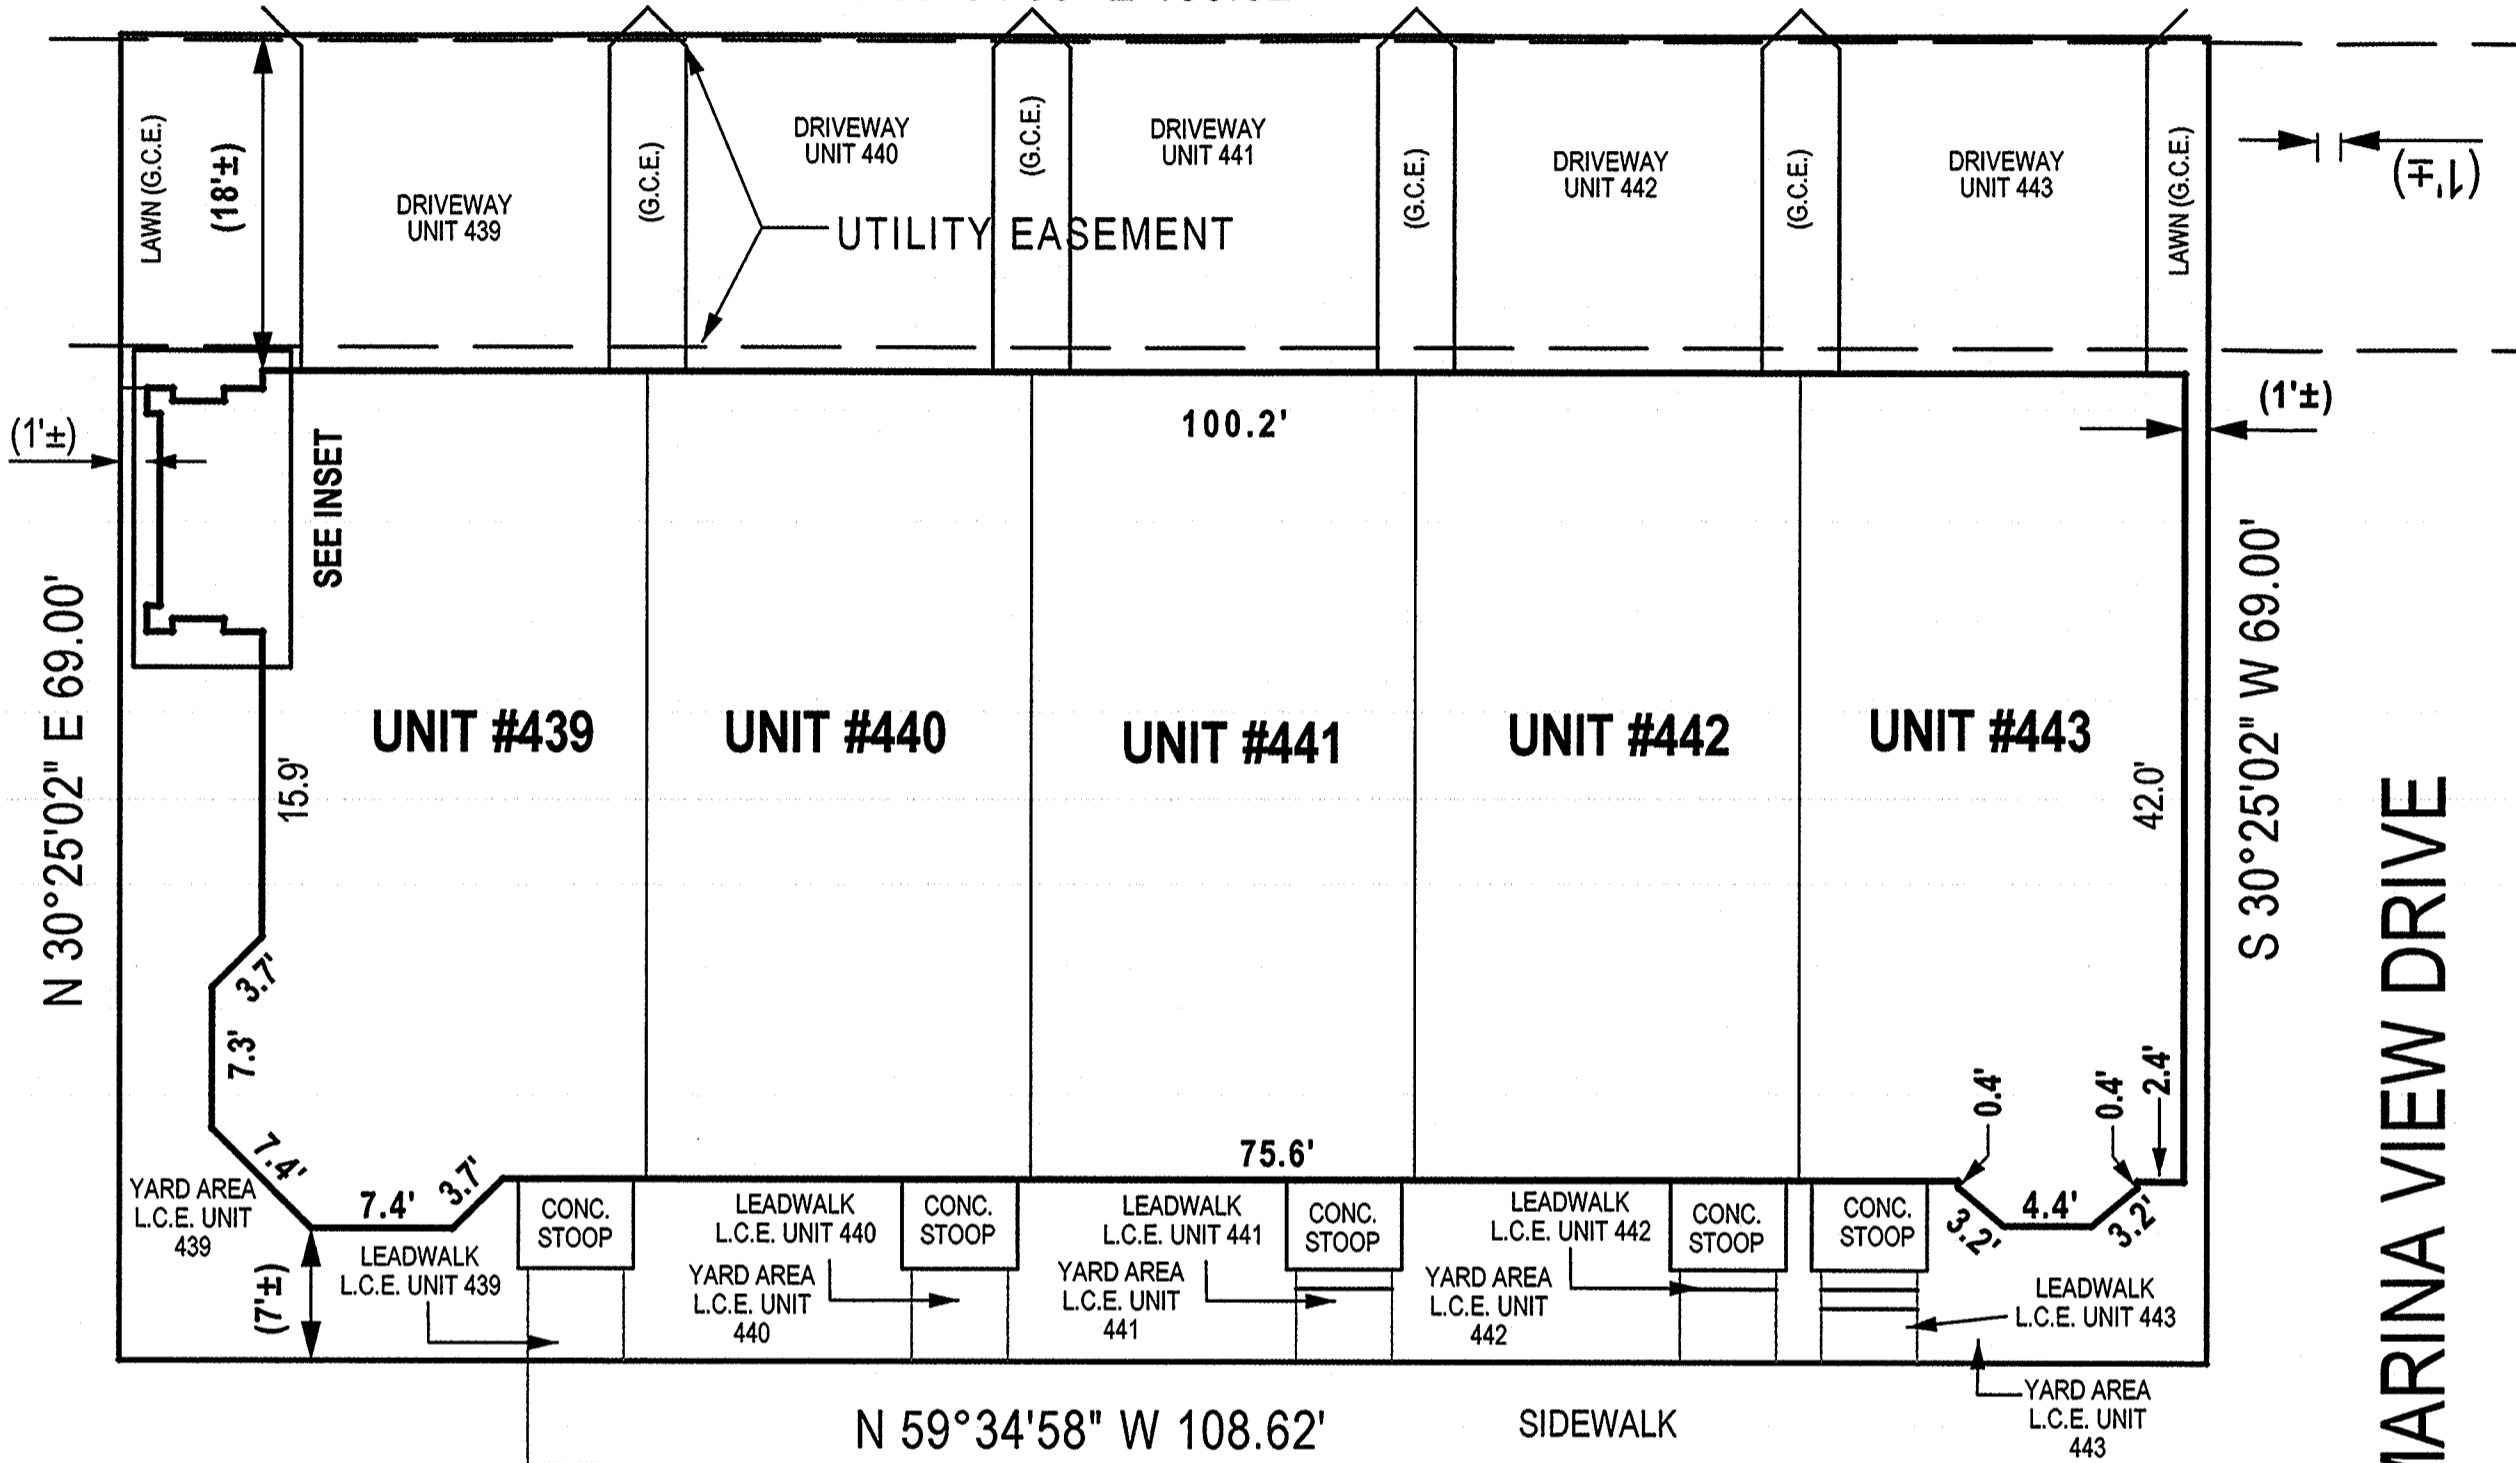 LAWN (G.C.E.)
(18'±)
DRIVEWAY
UNIT 439
(G.C.E.)
DRIVEWAY
UNIT 440
(G.C.E.)
DRIVEWAY
UNIT 441
(G.C.E.)
DRIVEWAY
UNIT 442
(G.C.E.)
DRIVEWAY
UNIT 443
LAWN (G.C.E.)
(1'±)
UTILITY EASEMENT
(1'±)
SEE INSET
100.2'
(1'±)
N 30°25'02" E 69.00'
S 30°25'02" W 69.00'
UNIT #439
UNIT #440
UNIT #441
UNIT #442
UNIT #443
15.9'
42.0'
MARINA VIEW DRIVE
3.7'
7.3'
7.4'
7.4'
3.7'
75.6'
0.4'
0.4'
2.4'
3.2'
4.4'
3.2'
YARD AREA
L.C.E. UNIT
439
(7'±)
LEADWALK
L.C.E. UNIT 439
CONC.
STOOP
LEADWALK
L.C.E. UNIT 440
YARD AREA
L.C.E. UNIT
440
CONC.
STOOP
LEADWALK
L.C.E. UNIT 441
YARD AREA
L.C.E. UNIT
441
CONC.
STOOP
LEADWALK
L.C.E. UNIT 442
YARD AREA
L.C.E. UNIT
442
CONC.
STOOP
CONC.
STOOP
LEADWALK
L.C.E. UNIT 443
YARD AREA
L.C.E. UNIT
443
N 59°34'58" W 108.62'
SIDEWALK